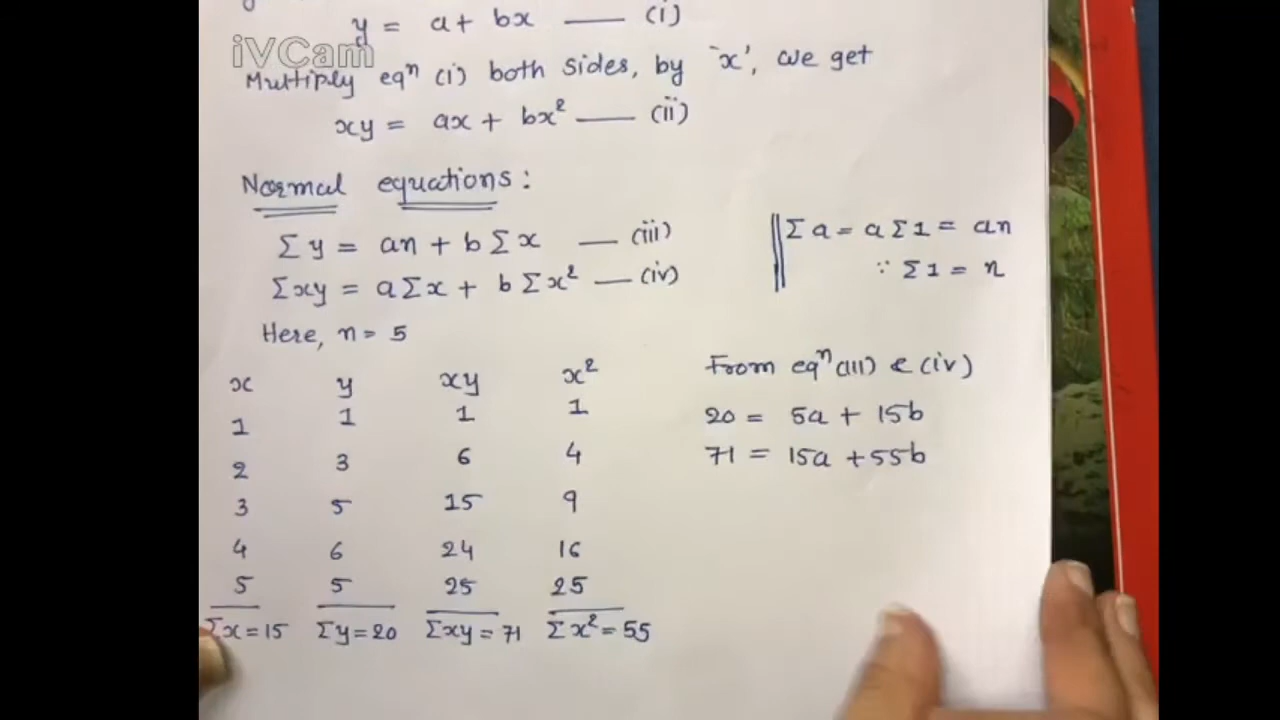 y = a + bx —— (i)
iVCam
Multiply eqⁿ (i) both sides, by 'x', we get
xy = ax + bx² —— (ii)
Normal equations:
Σy = an + bΣx — (iii)
Σxy = aΣx + bΣx² — (iv)
Σa = aΣ1 = an
∵ Σ1 = n
Here, n = 5
x y xy x²
1 1 1 1
2 3 6 4
3 5 15 9
4 6 24 16
5 5 25 25
Σx = 15 Σy = 20 Σxy = 71 Σx² = 55
From eqⁿ (iii) & (iv)
20 = 5a + 15b
71 = 15a + 55b